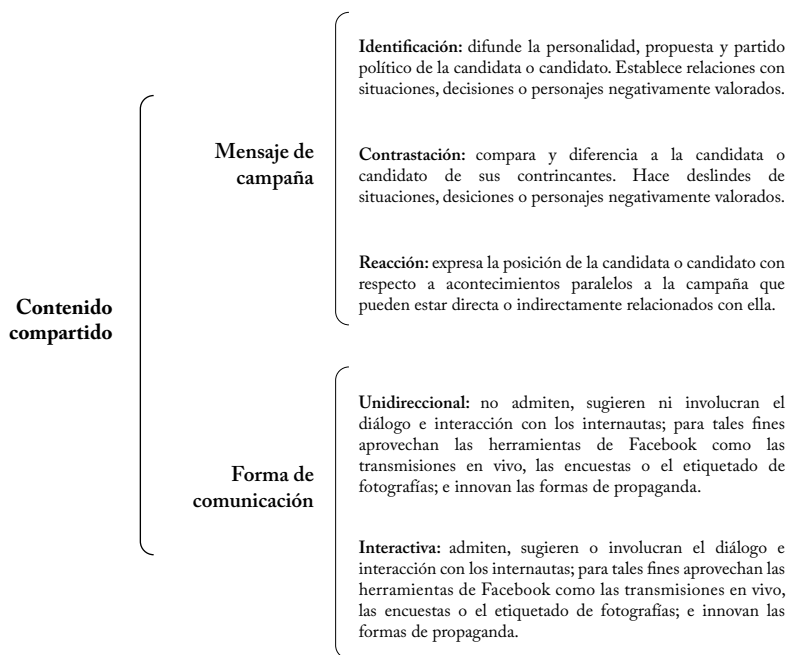 Contenido
compartido
Mensaje de
campaña
Identificación: difunde la personalidad, propuesta y partido
político de la candidata o candidato. Establece relaciones con
situaciones, decisiones o personajes negativamente valorados.
Contrastación: compara y diferencia a la candidata o
candidato de sus contrincantes. Hace deslindes de
situaciones, desiciones o personajes negativamente valorados.
Reacción: expresa la posición de la candidata o candidato con
respecto a acontecimientos paralelos a la campaña que
pueden estar directa o indirectamente relacionados con ella.
Forma de
comunicación
Unidireccional: no admiten, sugieren ni involucran el
diálogo e interacción con los internautas; para tales fines
aprovechan las herramientas de Facebook como las
transmisiones en vivo, las encuestas o el etiquetado de
fotografías; e innovan las formas de propaganda.
Interactiva: admiten, sugieren o involucran el diálogo e
interacción con los internautas; para tales fines aprovechan las
herramientas de Facebook como las transmisiones en vivo,
las encuestas o el etiquetado de fotografías; e innovan las
formas de propaganda.